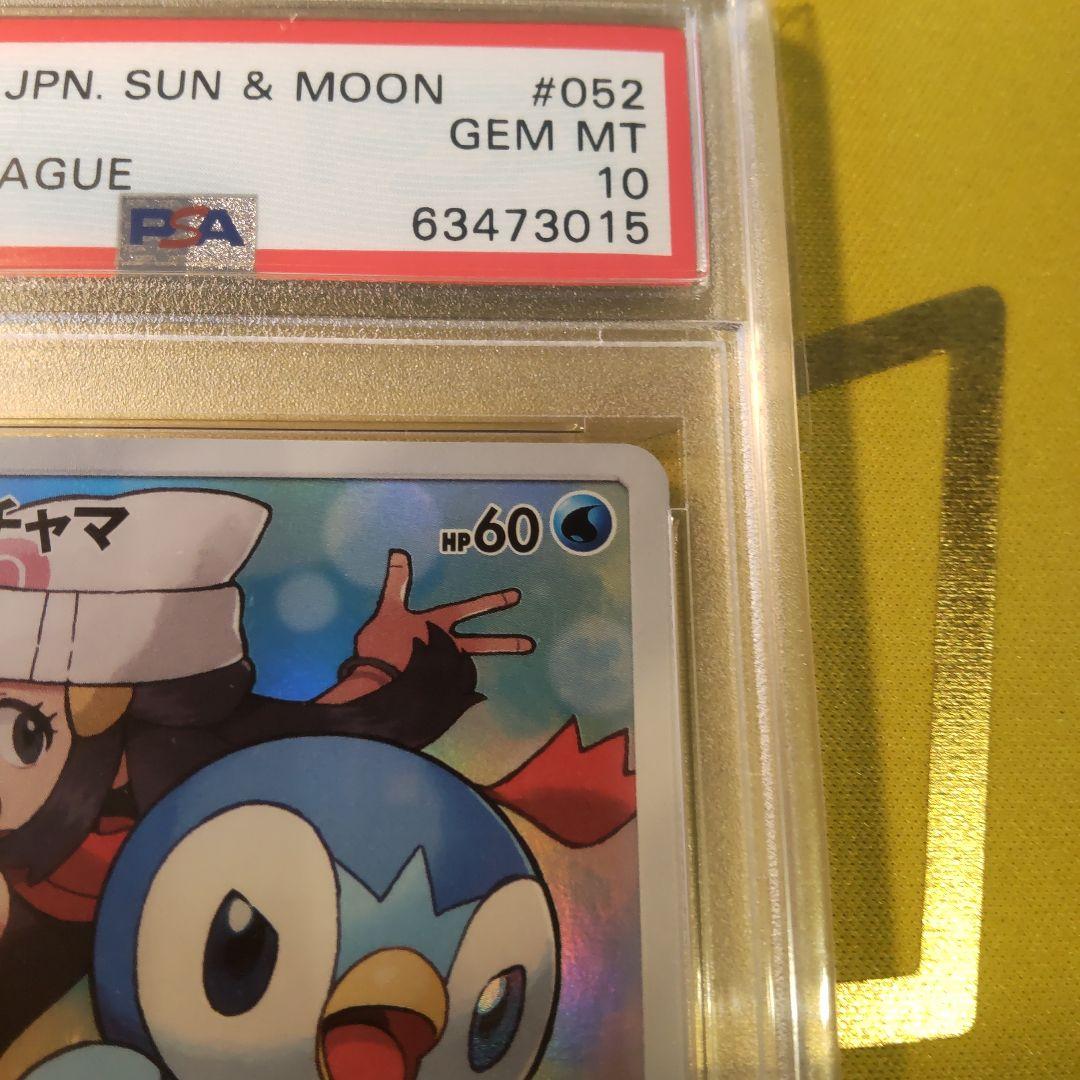 JPN. SUN & MOON #052
GEM MT
AGUE 10
PSA 63473015
チャマ HP60